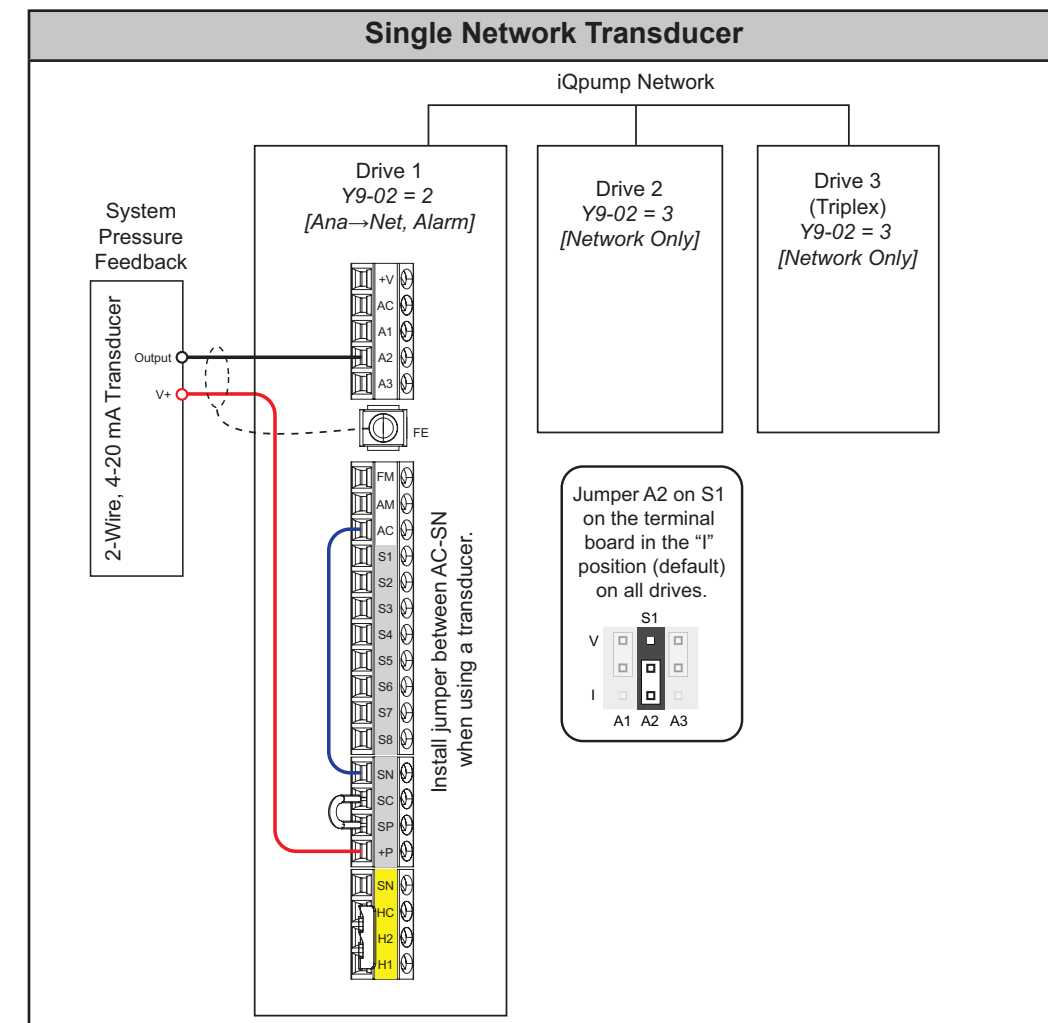 Single Network Transducer
iQpump Network
Drive 1
Y9-02 = 2
[Ana→Net, Alarm]
Drive 2
Y9-02 = 3
[Network Only]
Drive 3
(Triplex)
Y9-02 = 3
[Network Only]
System
Pressure
Feedback
2-Wire, 4-20 mA Transducer
Output
V+
+V
AC
A1
A2
A3
FE
FM
AM
AC
S1
S2
S3
S4
S5
S6
S7
S8
SN
SC
SP
+P
SN
HC
H2
H1
Install jumper between AC-SN
when using a transducer.
Jumper A2 on S1
on the terminal
board in the “I”
position (default)
on all drives.
S1
V
I
A1 A2 A3